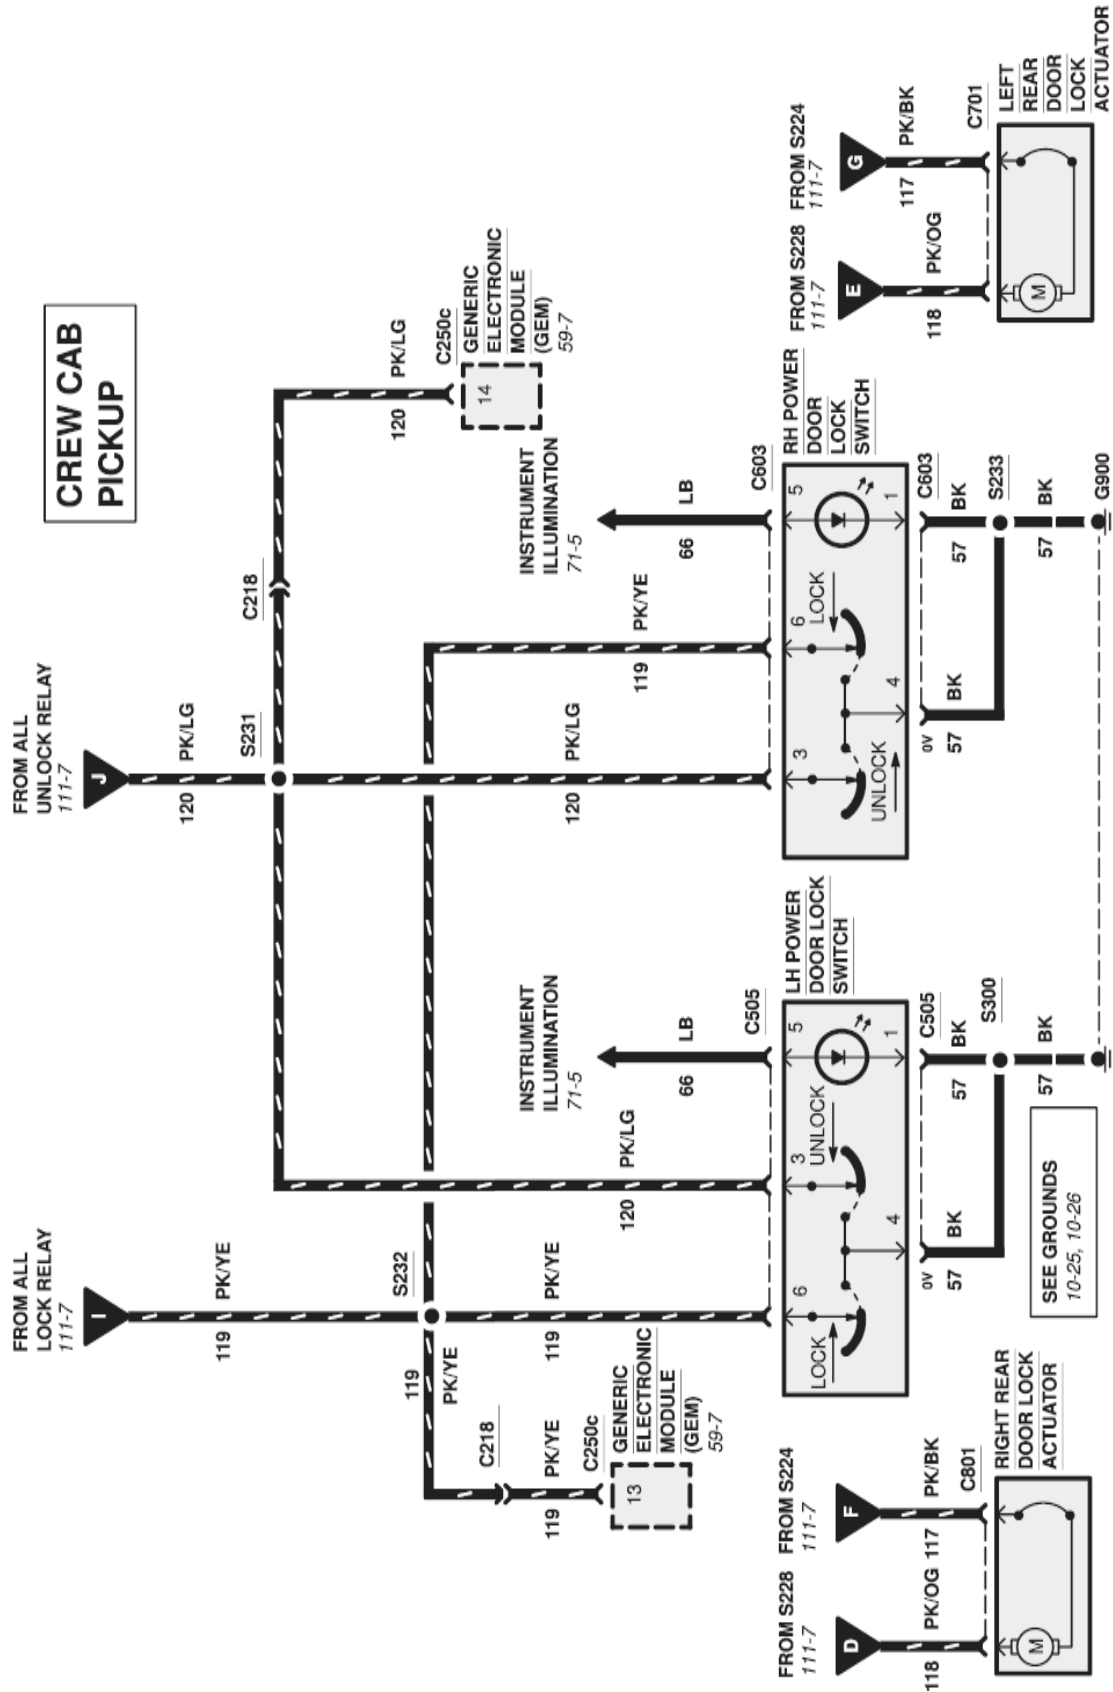 CREW CAB
PICKUP
FROM ALL
LOCK RELAY
111-7
I
119
PK/YE
FROM ALL
UNLOCK RELAY
111-7
J
120
PK/LG
S231
C218
120
PK/LG
C250c
14
GENERIC
ELECTRONIC
MODULE
(GEM)
59-7
S232
119
PK/YE
C218
119
PK/YE
C250c
13
GENERIC
ELECTRONIC
MODULE
(GEM)
59-7
119
PK/YE
120
PK/LG
INSTRUMENT
ILLUMINATION
71-5
66
LB
C505
120
PK/LG
119
PK/YE
INSTRUMENT
ILLUMINATION
71-5
66
LB
C603
LH POWER
DOOR LOCK
SWITCH
6
3
5
LOCK
UNLOCK
4
1
RH POWER
DOOR
LOCK
SWITCH
3
6
5
UNLOCK
LOCK
4
1
0V
57
BK
57
BK
C505
S300
57
BK
0V
57
BK
57
BK
C603
S233
57
BK
G900
SEE GROUNDS
10-25, 10-26
FROM S228
111-7
D
118
PK/OG
FROM S224
111-7
F
117
PK/BK
C801
M
RIGHT REAR
DOOR LOCK
ACTUATOR
FROM S228
111-7
E
118
PK/OG
FROM S224
111-7
G
117
PK/BK
C701
M
LEFT
REAR
DOOR
LOCK
ACTUATOR